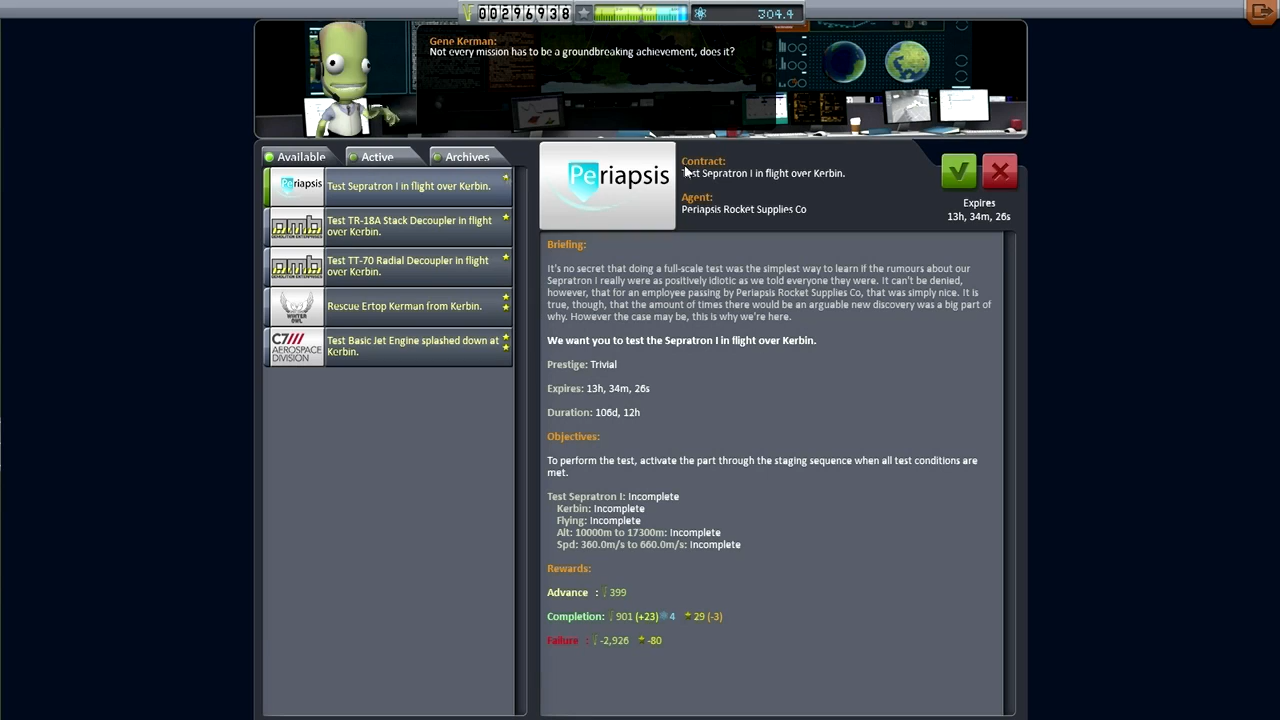 00296938
304.4
Gene Kerman:
Not every mission has to be a groundbreaking achievement, does it?
Available
Active
Archives
Periapsis
Test Sepratron I in flight over Kerbin.
Test TR-18A Stack Decoupler in flight
over Kerbin.
Test TT-70 Radial Decoupler in flight
over Kerbin.
WINTER
OWL
Rescue Ertop Kerman from Kerbin.
C7///
AEROSPACE
DIVISION
Test Basic Jet Engine splashed down at
Kerbin.
Periapsis
Contract:
Test Sepratron I in flight over Kerbin.
Agent:
Periapsis Rocket Supplies Co
Expires
13h, 34m, 26s
Briefing:
It's no secret that doing a full-scale test was the simplest way to learn if the rumours about our
Sepratron I really were as positively idiotic as we told everyone they were. It can't be denied,
however, that for an employee passing by Periapsis Rocket Supplies Co, that was simply nice. It is
true, though, that the amount of times there would be an arguable new discovery was a big part of
why. However the case may be, this is why we're here.
We want you to test the Sepratron I in flight over Kerbin.
Prestige: Trivial
Expires: 13h, 34m, 26s
Duration: 106d, 12h
Objectives:
To perform the test, activate the part through the staging sequence when all test conditions are
met.
Test Sepratron I: Incomplete
Kerbin: Incomplete
Flying: Incomplete
Alt: 10000m to 17300m: Incomplete
Spd: 360.0m/s to 660.0m/s: Incomplete
Rewards:
Advance : 399
Completion: 901 (+23) 4 29 (-3)
Failure : -2,926 -80